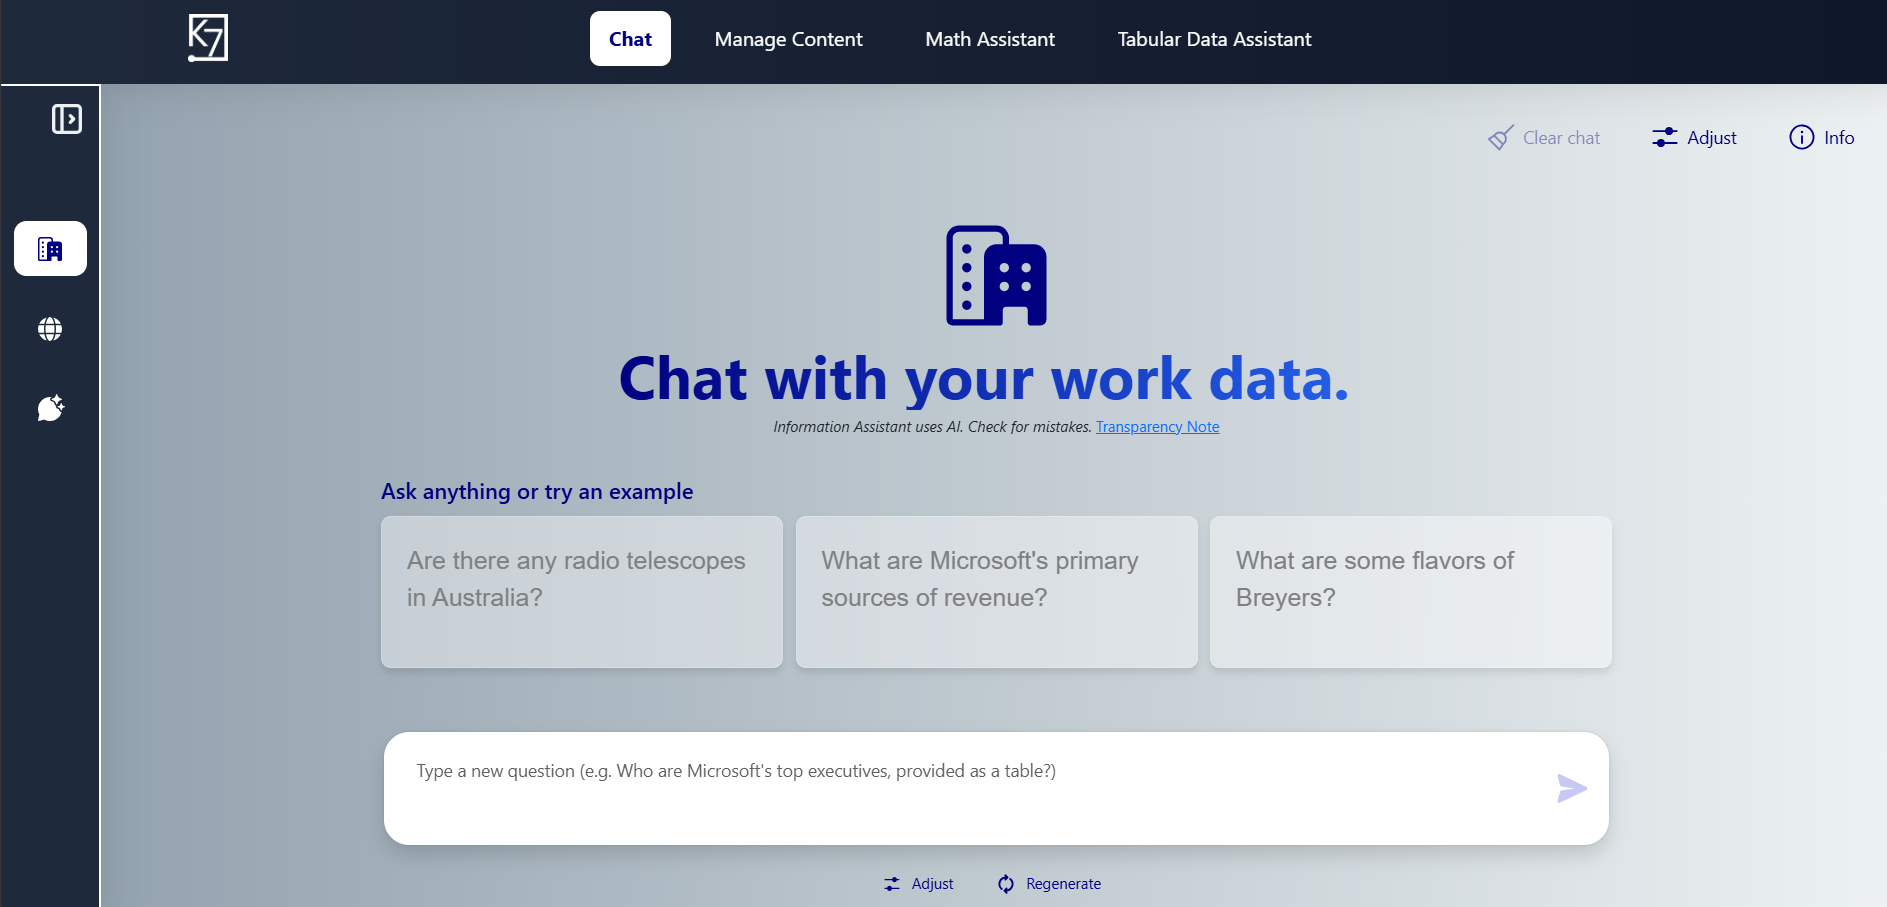 K7
Chat
Manage Content
Math Assistant
Tabular Data Assistant
Clear chat
Adjust
Info
Chat with your work data.
Information Assistant uses AI. Check for mistakes. Transparency Note
Ask anything or try an example
Are there any radio telescopes
in Australia?
What are Microsoft's primary
sources of revenue?
What are some flavors of
Breyers?
Type a new question (e.g. Who are Microsoft's top executives, provided as a table?)
Adjust
Regenerate